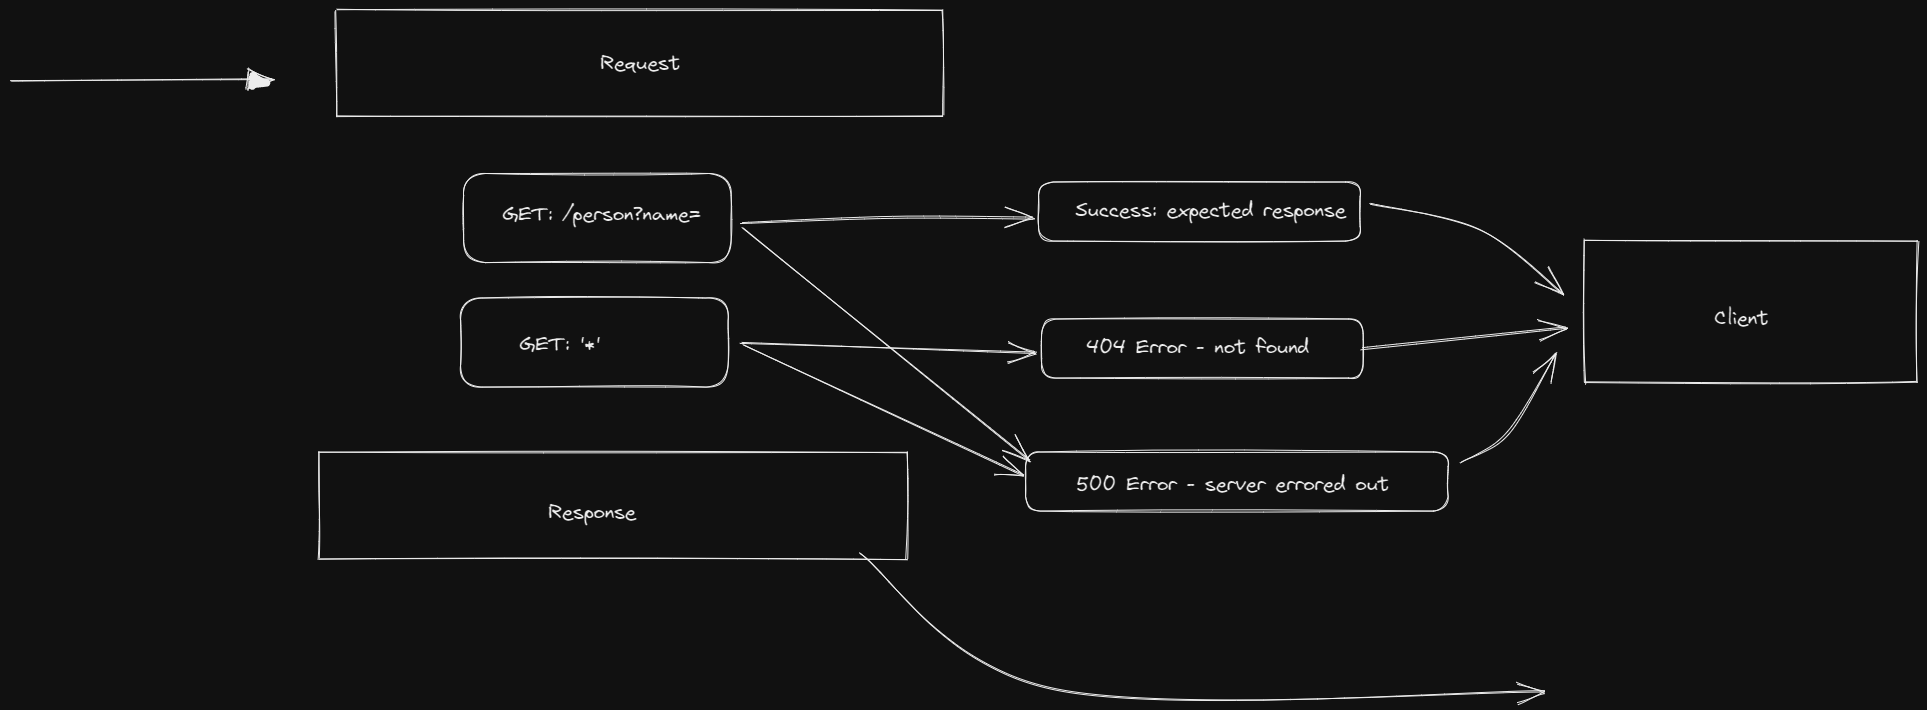 Request
GET: /person?name=
Success: expected response
GET: '*'
404 Error - not found
Client
Response
500 Error - server errored out